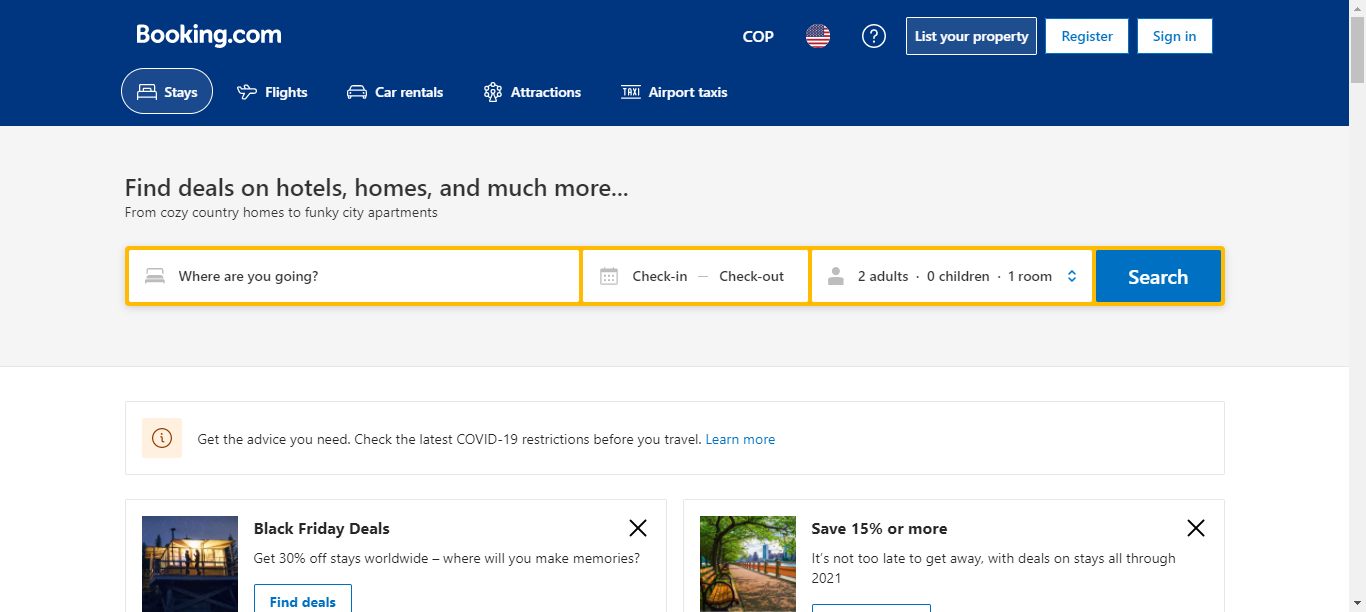 Booking.com
COP
List your property
Register
Sign in
Stays
Flights
Car rentals
Attractions
TAXI
Airport taxis
Find deals on hotels, homes, and much more...
From cozy country homes to funky city apartments
Where are you going?
Check-in — Check-out
2 adults · 0 children · 1 room
Search
Get the advice you need. Check the latest COVID-19 restrictions before you travel. Learn more
Black Friday Deals
Get 30% off stays worldwide – where will you make memories?
Find deals
Save 15% or more
It's not too late to get away, with deals on stays all through
2021